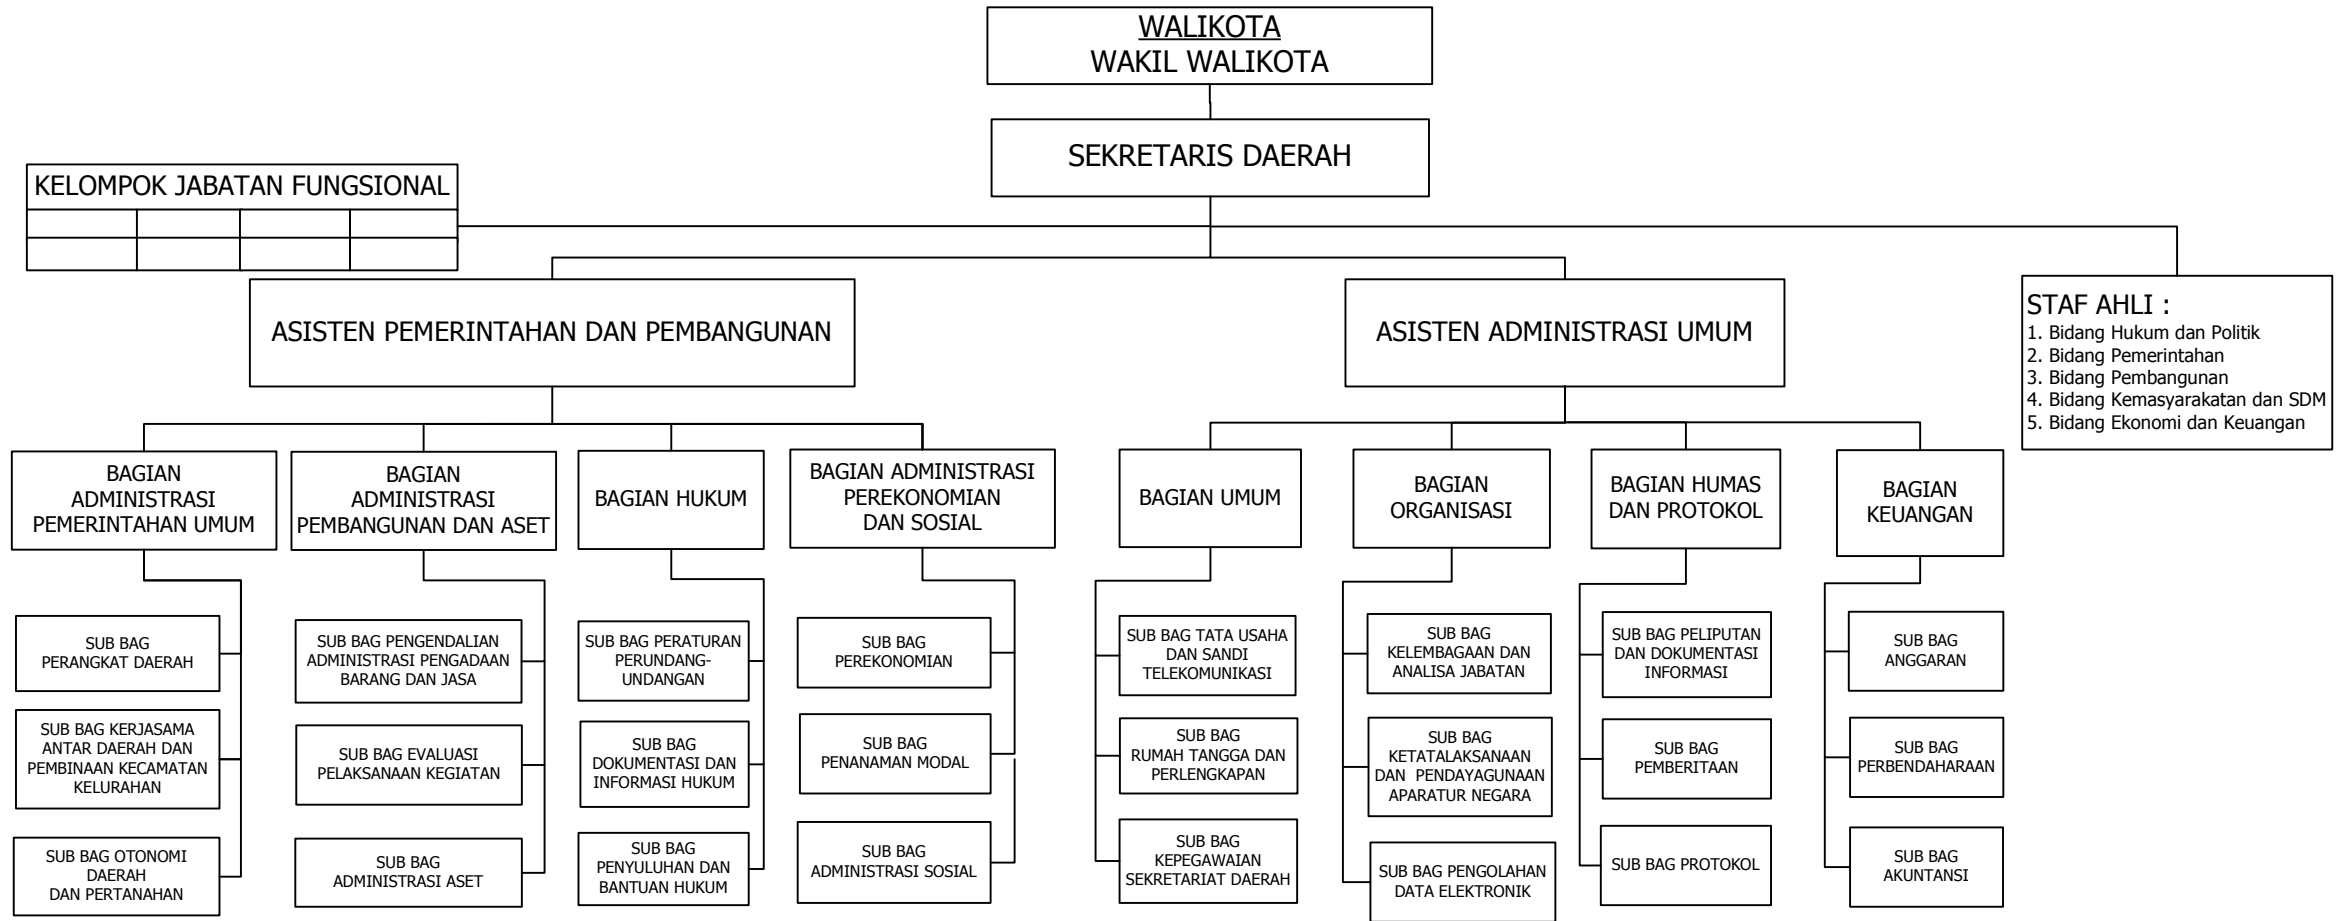 WALIKOTA
WAKIL WALIKOTA
SEKRETARIS DAERAH
KELOMPOK JABATAN FUNGSIONAL
ASISTEN PEMERINTAHAN DAN PEMBANGUNAN
ASISTEN ADMINISTRASI UMUM
STAF AHLI :
1. Bidang Hukum dan Politik
2. Bidang Pemerintahan
3. Bidang Pembangunan
4. Bidang Kemasyarakatan dan SDM
5. Bidang Ekonomi dan Keuangan
BAGIAN
ADMINISTRASI
PEMERINTAHAN UMUM
BAGIAN
ADMINISTRASI
PEMBANGUNAN DAN ASET
BAGIAN HUKUM
BAGIAN ADMINISTRASI
PEREKONOMIAN
DAN SOSIAL
BAGIAN UMUM
BAGIAN
ORGANISASI
BAGIAN HUMAS
DAN PROTOKOL
BAGIAN
KEUANGAN
SUB BAG
PERANGKAT DAERAH
SUB BAG PENGENDALIAN
ADMINISTRASI PENGADAAN
BARANG DAN JASA
SUB BAG PERATURAN
PERUNDANG-
UNDANGAN
SUB BAG
PEREKONOMIAN
SUB BAG TATA USAHA
DAN SANDI
TELEKOMUNIKASI
SUB BAG
KELEMBAGAAN DAN
ANALISA JABATAN
SUB BAG PELIPUTAN
DAN DOKUMENTASI
INFORMASI
SUB BAG
ANGGARAN
SUB BAG KERJASAMA
ANTAR DAERAH DAN
PEMBINAAN KECAMATAN
KELURAHAN
SUB BAG EVALUASI
PELAKSANAAN KEGIATAN
SUB BAG
DOKUMENTASI DAN
INFORMASI HUKUM
SUB BAG
PENANAMAN MODAL
SUB BAG
RUMAH TANGGA DAN
PERLENGKAPAN
SUB BAG
KETATALAKSANAAN
DAN PENDAYAGUNAAN
APARATUR NEGARA
SUB BAG
PEMBERITAAN
SUB BAG
PERBENDAHARAAN
SUB BAG OTONOMI
DAERAH
DAN PERTANAHAN
SUB BAG
ADMINISTRASI ASET
SUB BAG
PENYULUHAN DAN
BANTUAN HUKUM
SUB BAG
ADMINISTRASI SOSIAL
SUB BAG
KEPEGAWAIAN
SEKRETARIAT DAERAH
SUB BAG PENGOLAHAN
DATA ELEKTRONIK
SUB BAG PROTOKOL
SUB BAG
AKUNTANSI